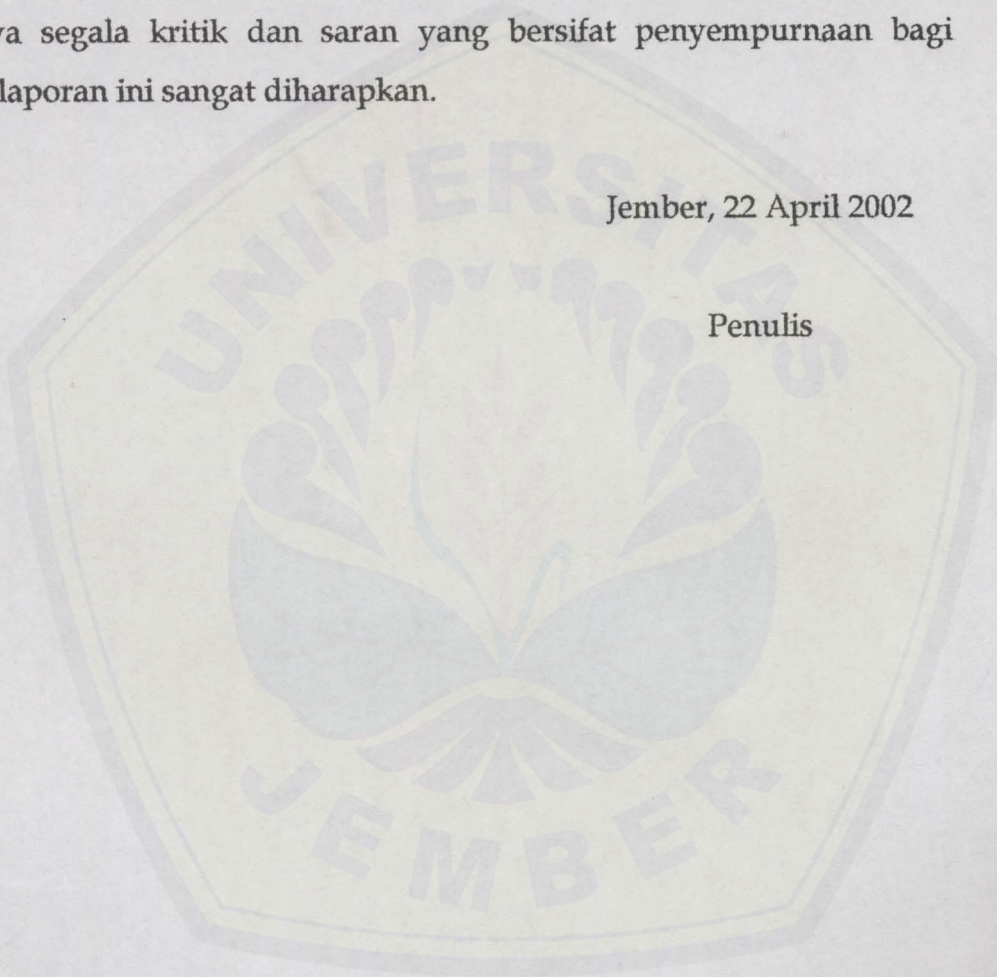 segala kritik dan saran yang bersifat penyempurnaan bagi
laporan ini sangat diharapkan.
Jember, 22 April 2002
Penulis
UNIVERSITAS
JEMBER